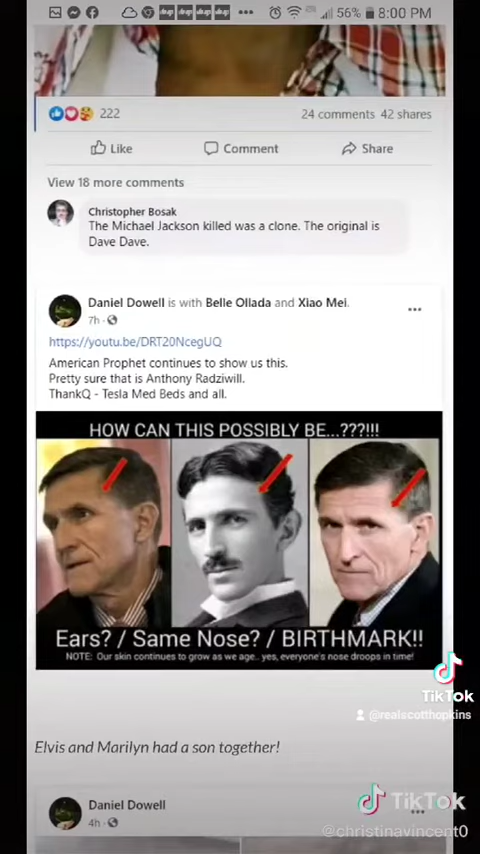 56% 8:00 PM
222
24 comments 42 shares
Like Comment Share
View 18 more comments
Christopher Bosak
The Michael Jackson killed was a clone. The original is
Dave Dave.
Daniel Dowell is with Belle Ollada and Xiao Mei.
7h
https://youtu.be/DRT20NcegUQ
American Prophet continues to show us this.
Pretty sure that is Anthony Radziwill.
ThankQ - Tesla Med Beds and all.
HOW CAN THIS POSSIBLY BE...???!!!
Ears? / Same Nose? / BIRTHMARK!!
NOTE: Our skin continues to grow as we age.. yes, everyone's nose droops in time!
TikTok
@realscotthopkins
Elvis and Marilyn had a son together!
Daniel Dowell
4h
TikTok
@christinavincent0